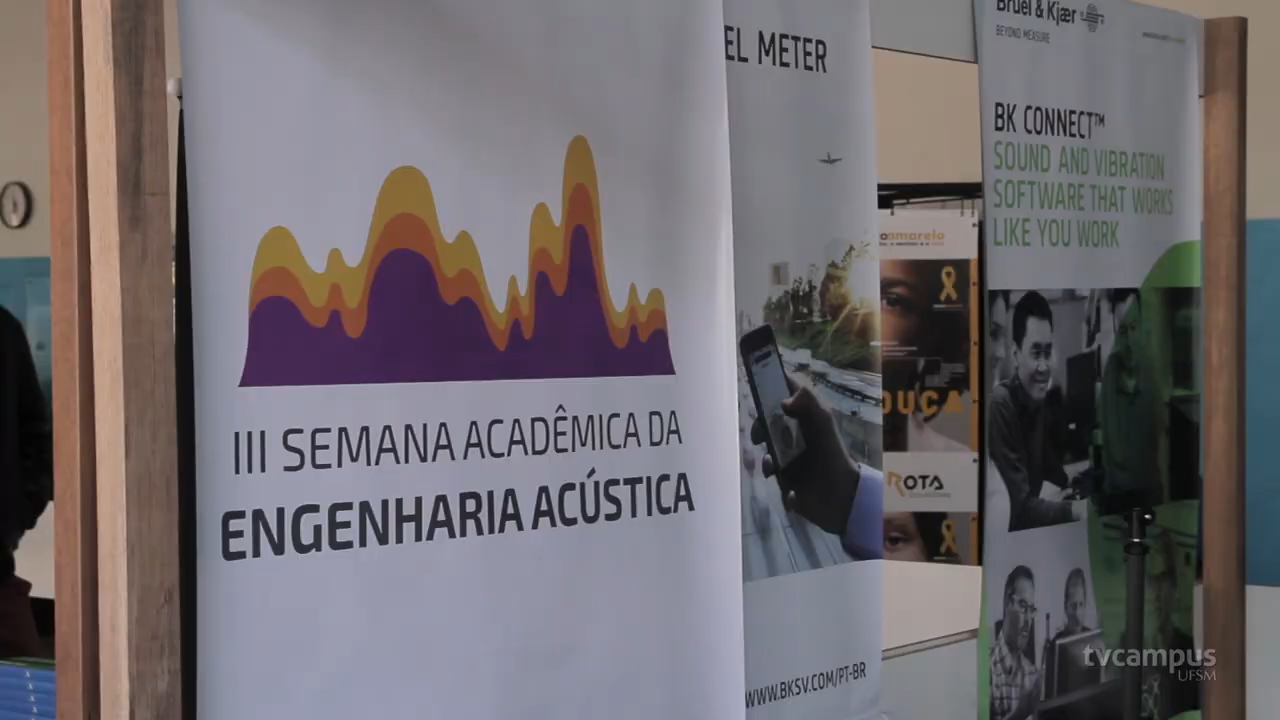 III SEMANA ACADÊMICA DA
ENGENHARIA ACÚSTICA
EL METER
WWW.BKSV.COM/PT-BR
amarelo
OUCA
ROTA
Brüel & Kjær
BEYOND MEASURE
BK CONNECT™
SOUND AND VIBRATION
SOFTWARE THAT WORKS
LIKE YOU WORK
tvcampus
UFSM